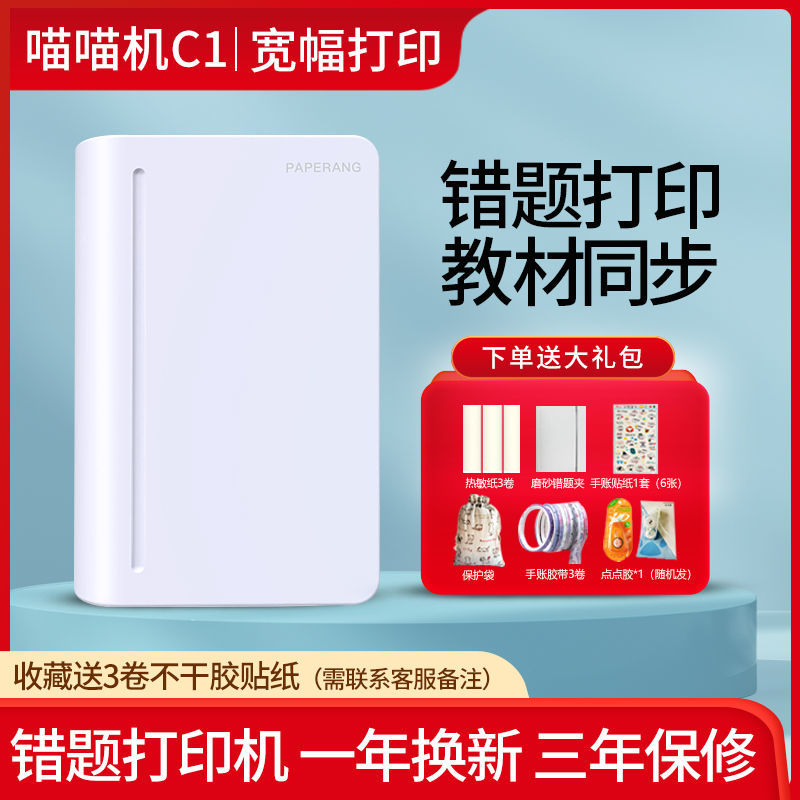 喵喵机C1|宽幅打印
PAPERANG
错题打印
教材同步
下单送大礼包
热敏纸3卷 磨砂错题夹 手账贴纸1套（6张）
保护袋 手账胶带3卷 点点胶*1（随机发）
收藏送3卷不干胶贴纸（需联系客服备注）
错题打印机 一年换新 三年保修